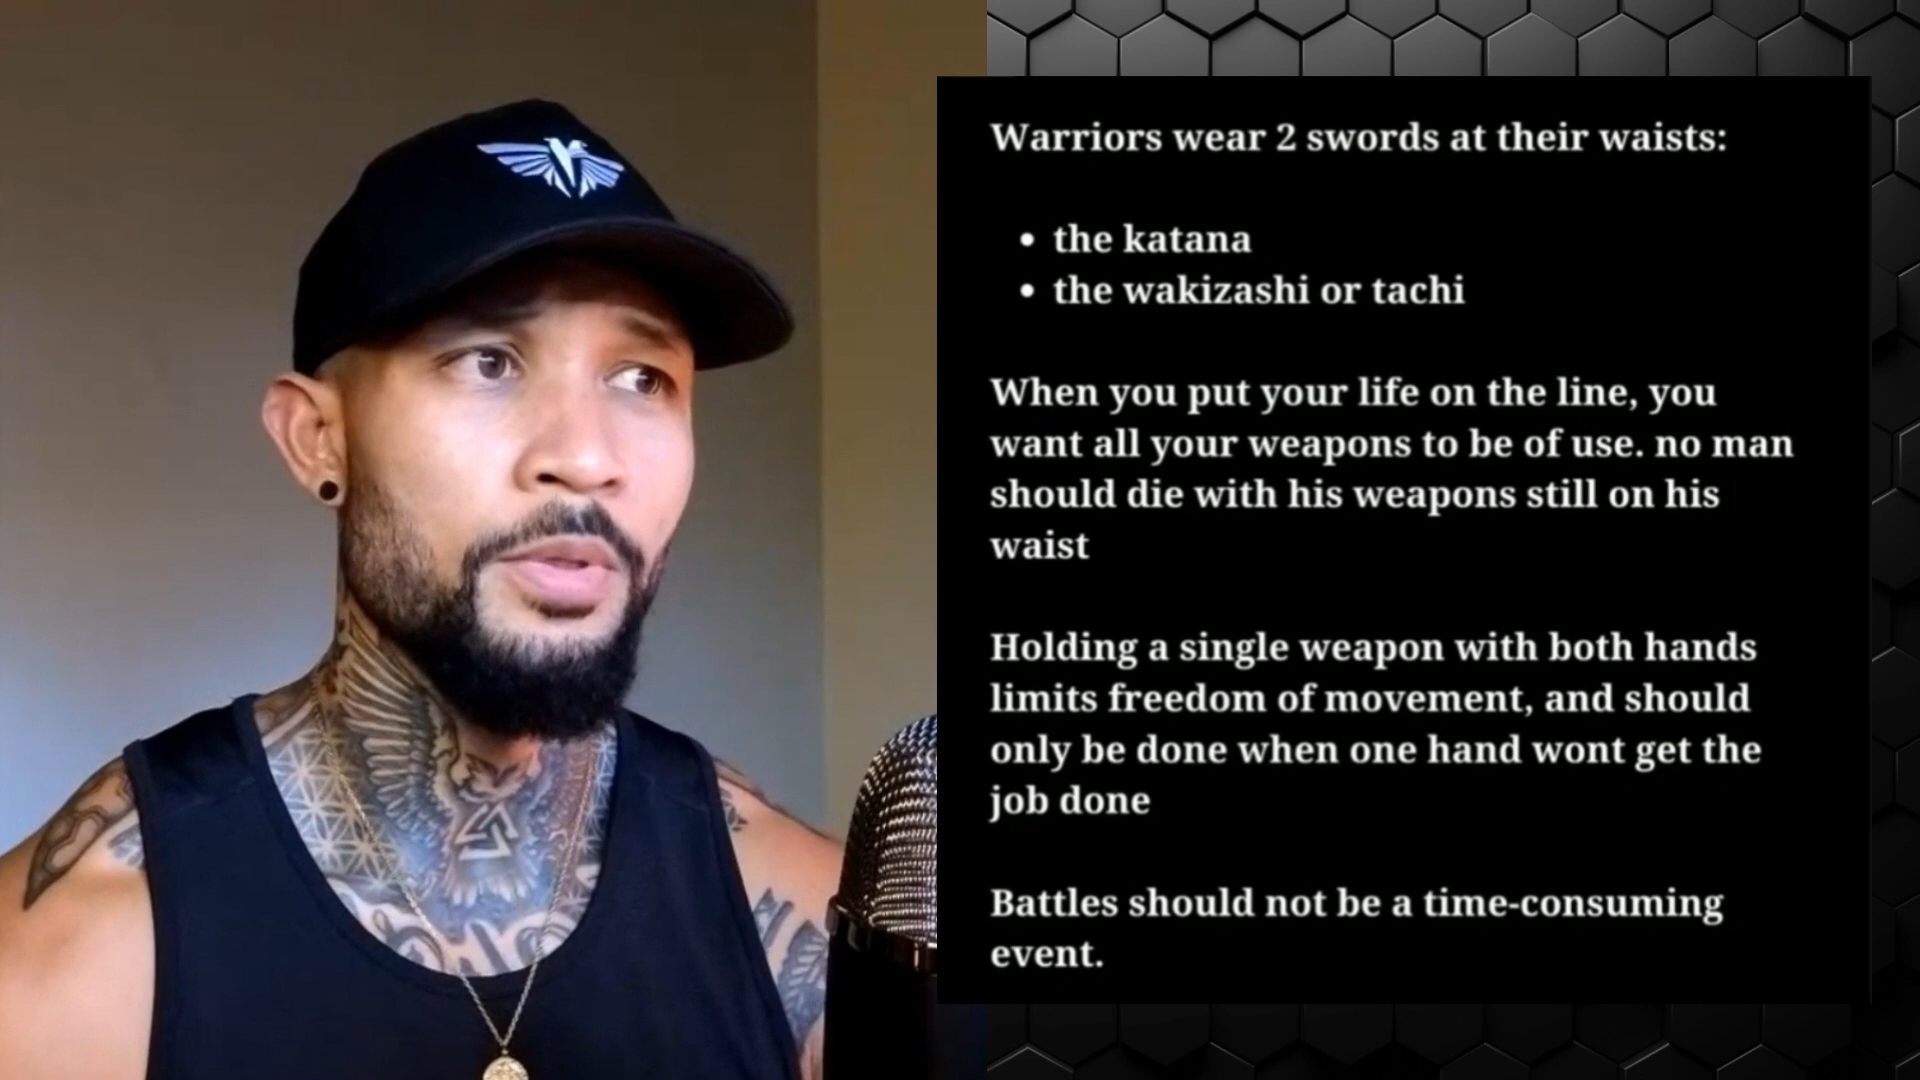 Warriors wear 2 swords at their waists:
• the katana
• the wakizashi or tachi
When you put your life on the line, you
want all your weapons to be of use. no man
should die with his weapons still on his
waist
Holding a single weapon with both hands
limits freedom of movement, and should
only be done when one hand wont get the
job done
Battles should not be a time-consuming
event.